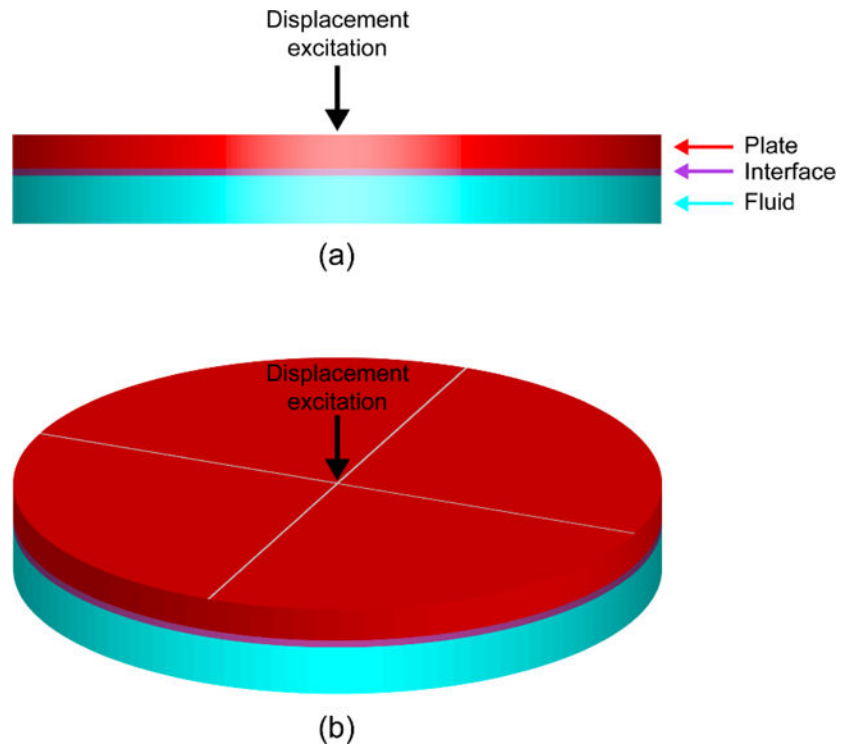 Displacement
excitation
Plate
Interface
Fluid
(a)
Displacement
excitation
(b)